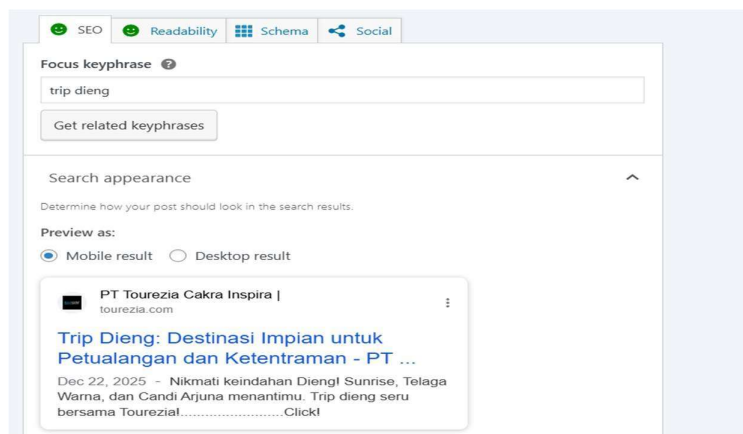 SEO
Readability
Schema
Social
Focus keyphrase
trip dieng
Get related keyphrases
Search appearance
Determine how your post should look in the search results.
Preview as:
Mobile result
Desktop result
PT Tourezia Cakra Inspira |
tourezia.com
Trip Dieng: Destinasi Impian untuk
Petualangan dan Ketentraman - PT ...
Dec 22, 2025 - Nikmati keindahan Dieng! Sunrise, Telaga
Warna, dan Candi Arjuna menantimu. Trip dieng seru
bersama Tourezia!.........................Click!